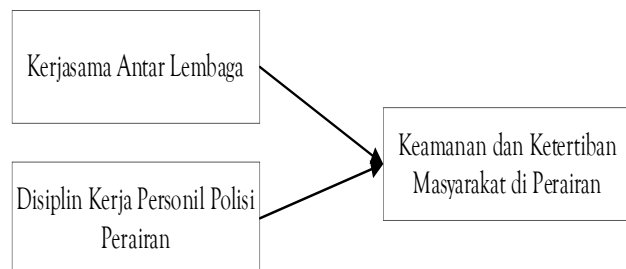 Kerjasama Antar Lembaga
Disiplin Kerja Personil Polisi
Perairan
Keamanan dan Ketertiban
Masyarakat di Perairan